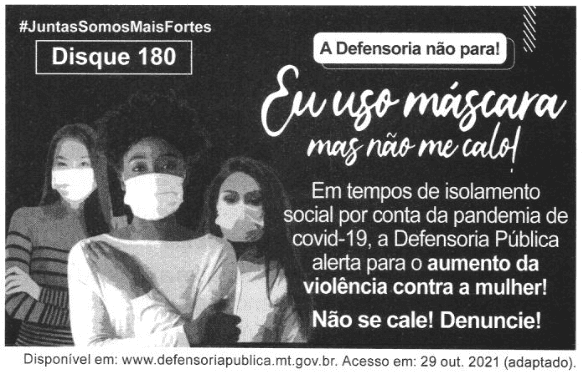 #JuntasSomosMaisFortes
Disque 180
A Defensoria não para!
Eu uso máscara
mas não me calo!
Em tempos de isolamento
social por conta da pandemia de
covid-19, a Defensoria Pública
alerta para o aumento da
violência contra a mulher!
Não se cale! Denuncie!
Disponível em: www.defensoriapublica.mt.gov.br. Acesso em: 29 out. 2021 (adaptado).